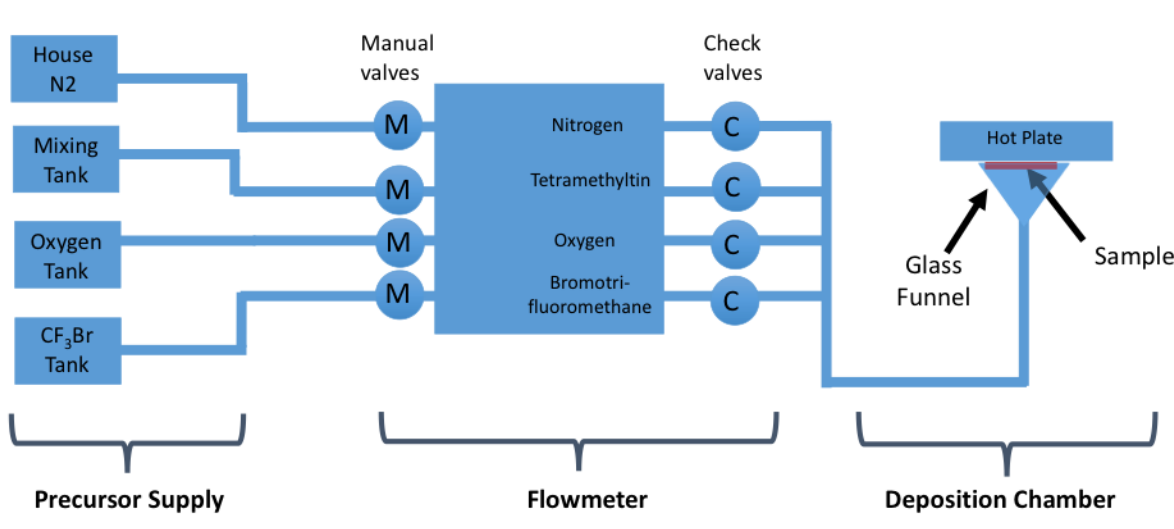 House
N2
Mixing
Tank
Oxygen
Tank
CF₃Br
Tank
Manual
valves
M
M
M
M
Nitrogen
Tetramethyltin
Oxygen
Bromotri-
fluoromethane
Check
valves
C
C
C
C
Hot Plate
Glass
Funnel
Sample
Precursor Supply
Flowmeter
Deposition Chamber